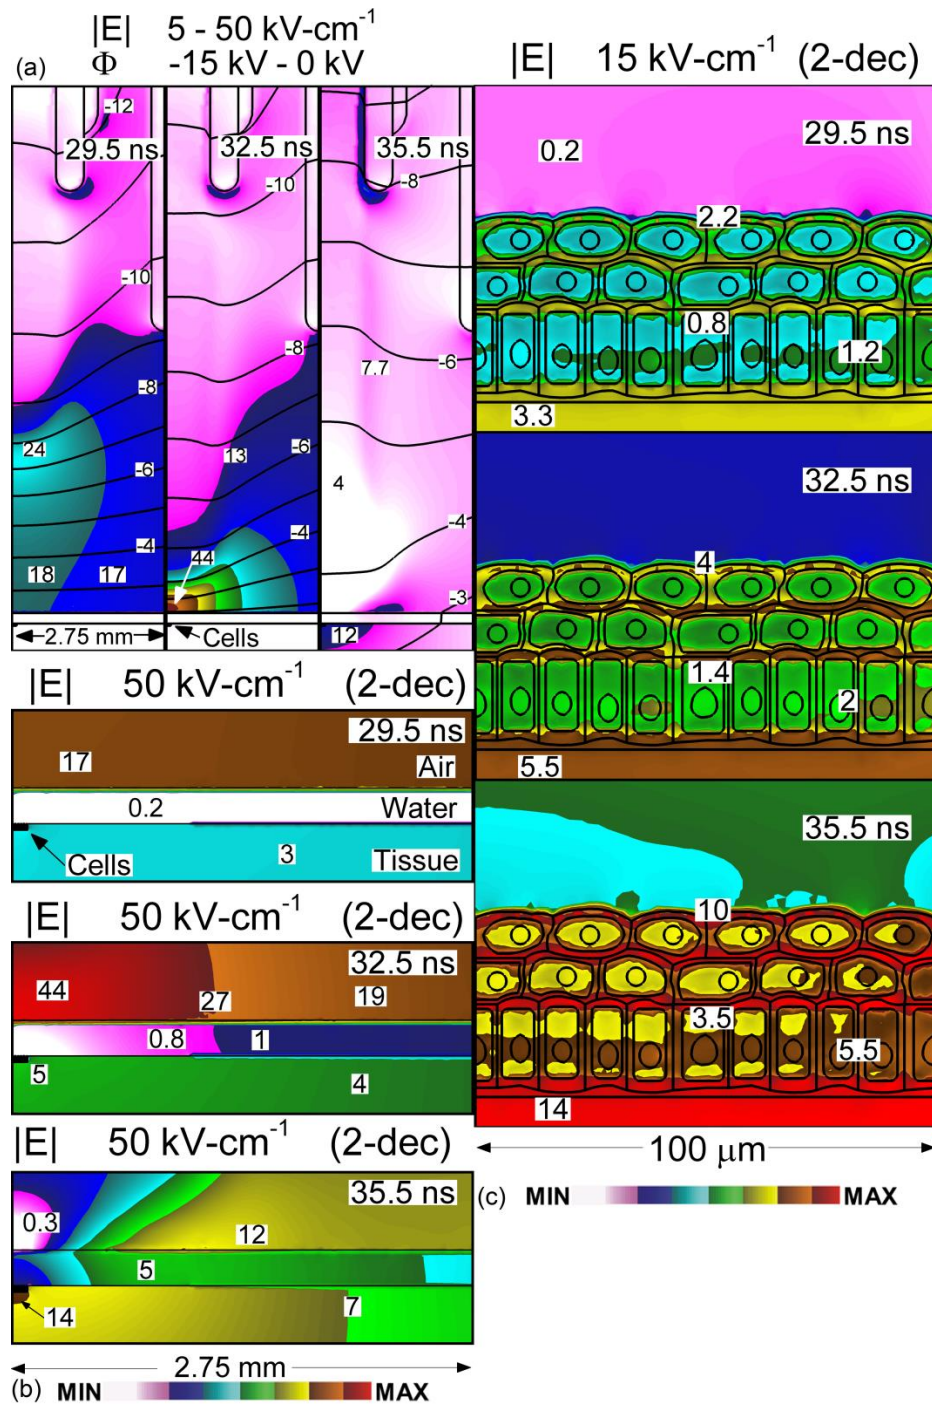 |E| 5 - 50 kV-cm⁻¹
Φ -15 kV - 0 kV
(a)
-12
29.5 ns
-10
-8
24
-6
-4
18
17
2.75 mm
32.5 ns
-10
-8
13
-6
-4
44
Cells
35.5 ns
-8
7.7
-6
4
-4
-3
12
|E| 50 kV-cm⁻¹ (2-dec)
29.5 ns
17
Air
0.2
Water
Cells
3
Tissue
|E| 50 kV-cm⁻¹ (2-dec)
32.5 ns
44
27
19
0.8
1
5
4
|E| 50 kV-cm⁻¹ (2-dec)
35.5 ns
0.3
12
5
14
7
2.75 mm
(b) MIN MAX
|E| 15 kV-cm⁻¹ (2-dec)
29.5 ns
0.2
2.2
0.8
1.2
3.3
32.5 ns
4
1.4
2
5.5
35.5 ns
10
3.5
5.5
14
100 µm
(c) MIN MAX